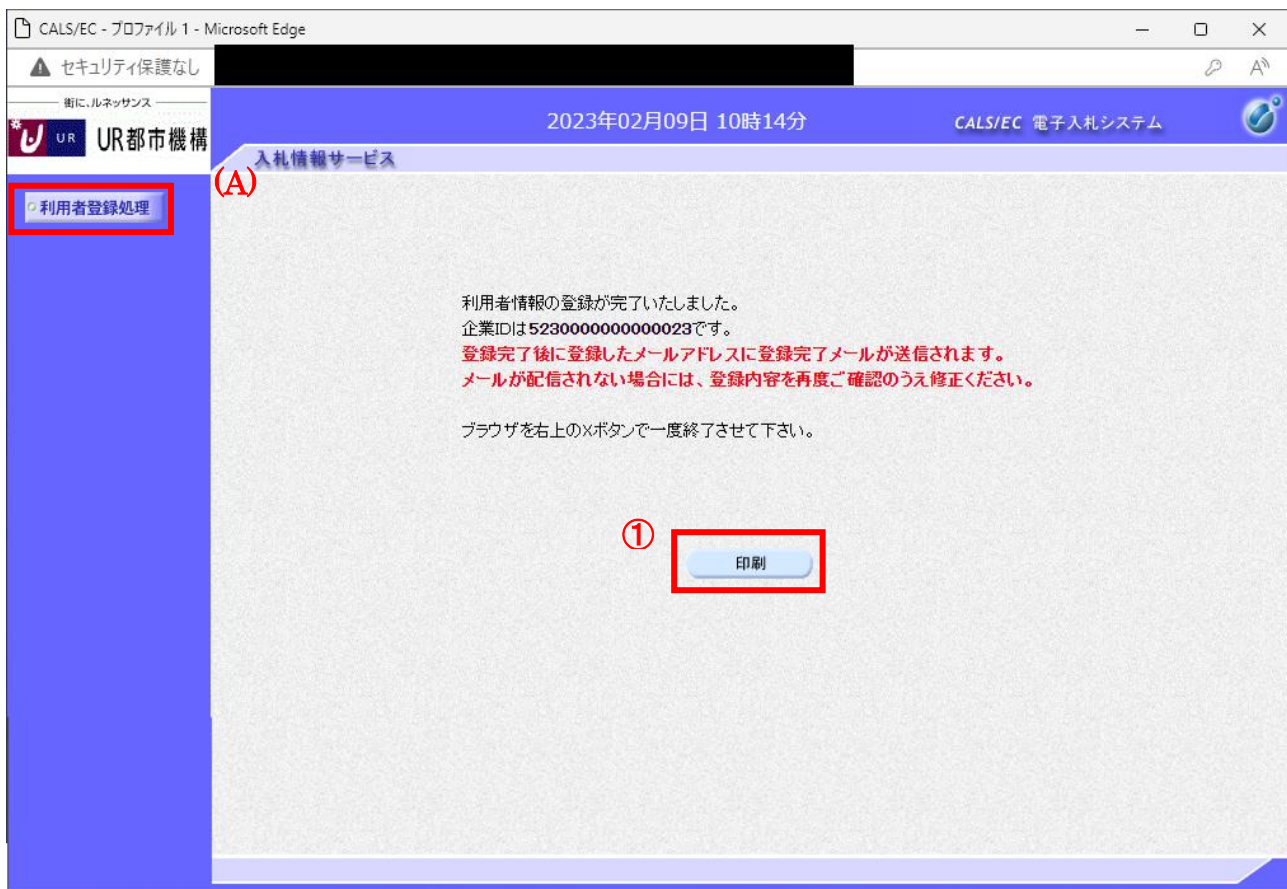 CALS/EC - プロファイル 1 - Microsoft Edge
セキュリティ保護なし
街に、ルネッサンス
UR UR都市機構
2023年02月09日 10時14分
CALS/EC 電子入札システム
入札情報サービス
(A)
利用者登録処理
利用者情報の登録が完了いたしました。
企業IDは5230000000000023です。
登録完了後に登録したメールアドレスに登録完了メールが送信されます。
メールが配信されない場合には、登録内容を再度ご確認のうえ修正ください。
ブラウザを右上のXボタンで一度終了させて下さい。
①
印刷